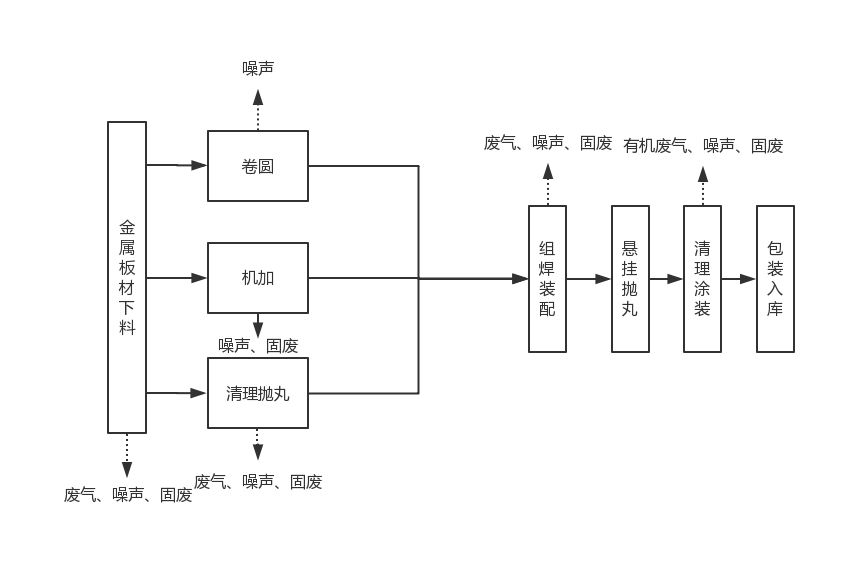 噪声
卷圆
金属板材下料
机加
噪声、固废
清理抛丸
废气、噪声、固废
废气、噪声、固废
废气、噪声、固废
有机废气、噪声、固废
组焊装配
悬挂抛丸
清理涂装
包装入库